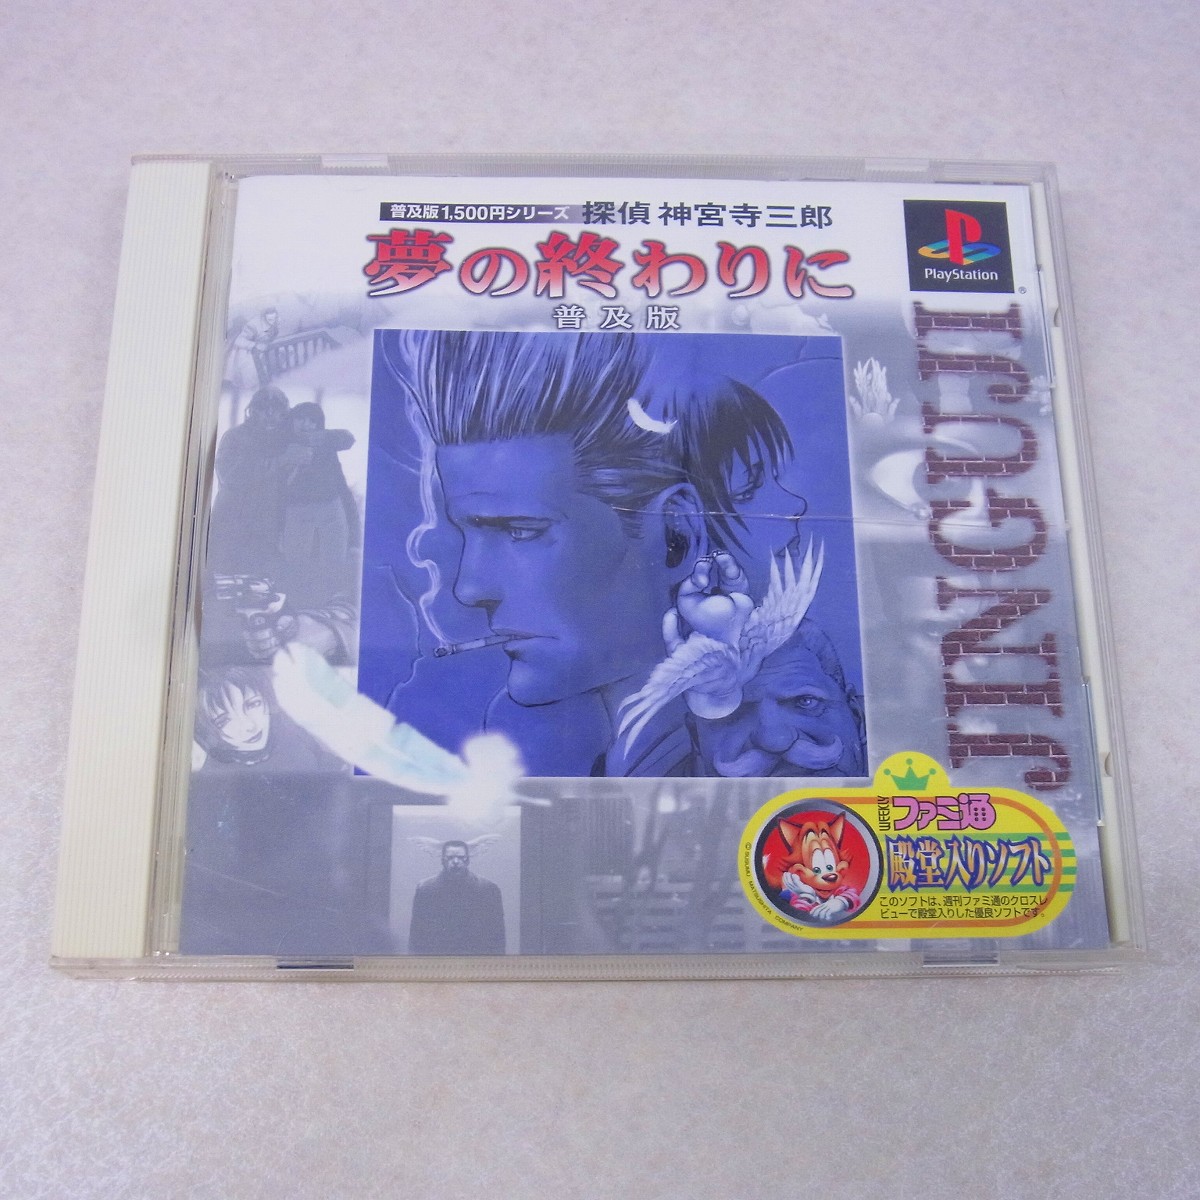 普及版1,500円シリーズ 探偵 神宮寺三郎
夢の終わりに
普及版
PlayStation
®
JINGUJI
WEEKLY ファミ通
殿堂入りソフト
このソフトは、週刊ファミ通のクロスレ
ビューで殿堂入りした優良ソフトです。
© SUSUMU MATSUSHITA COMPANY